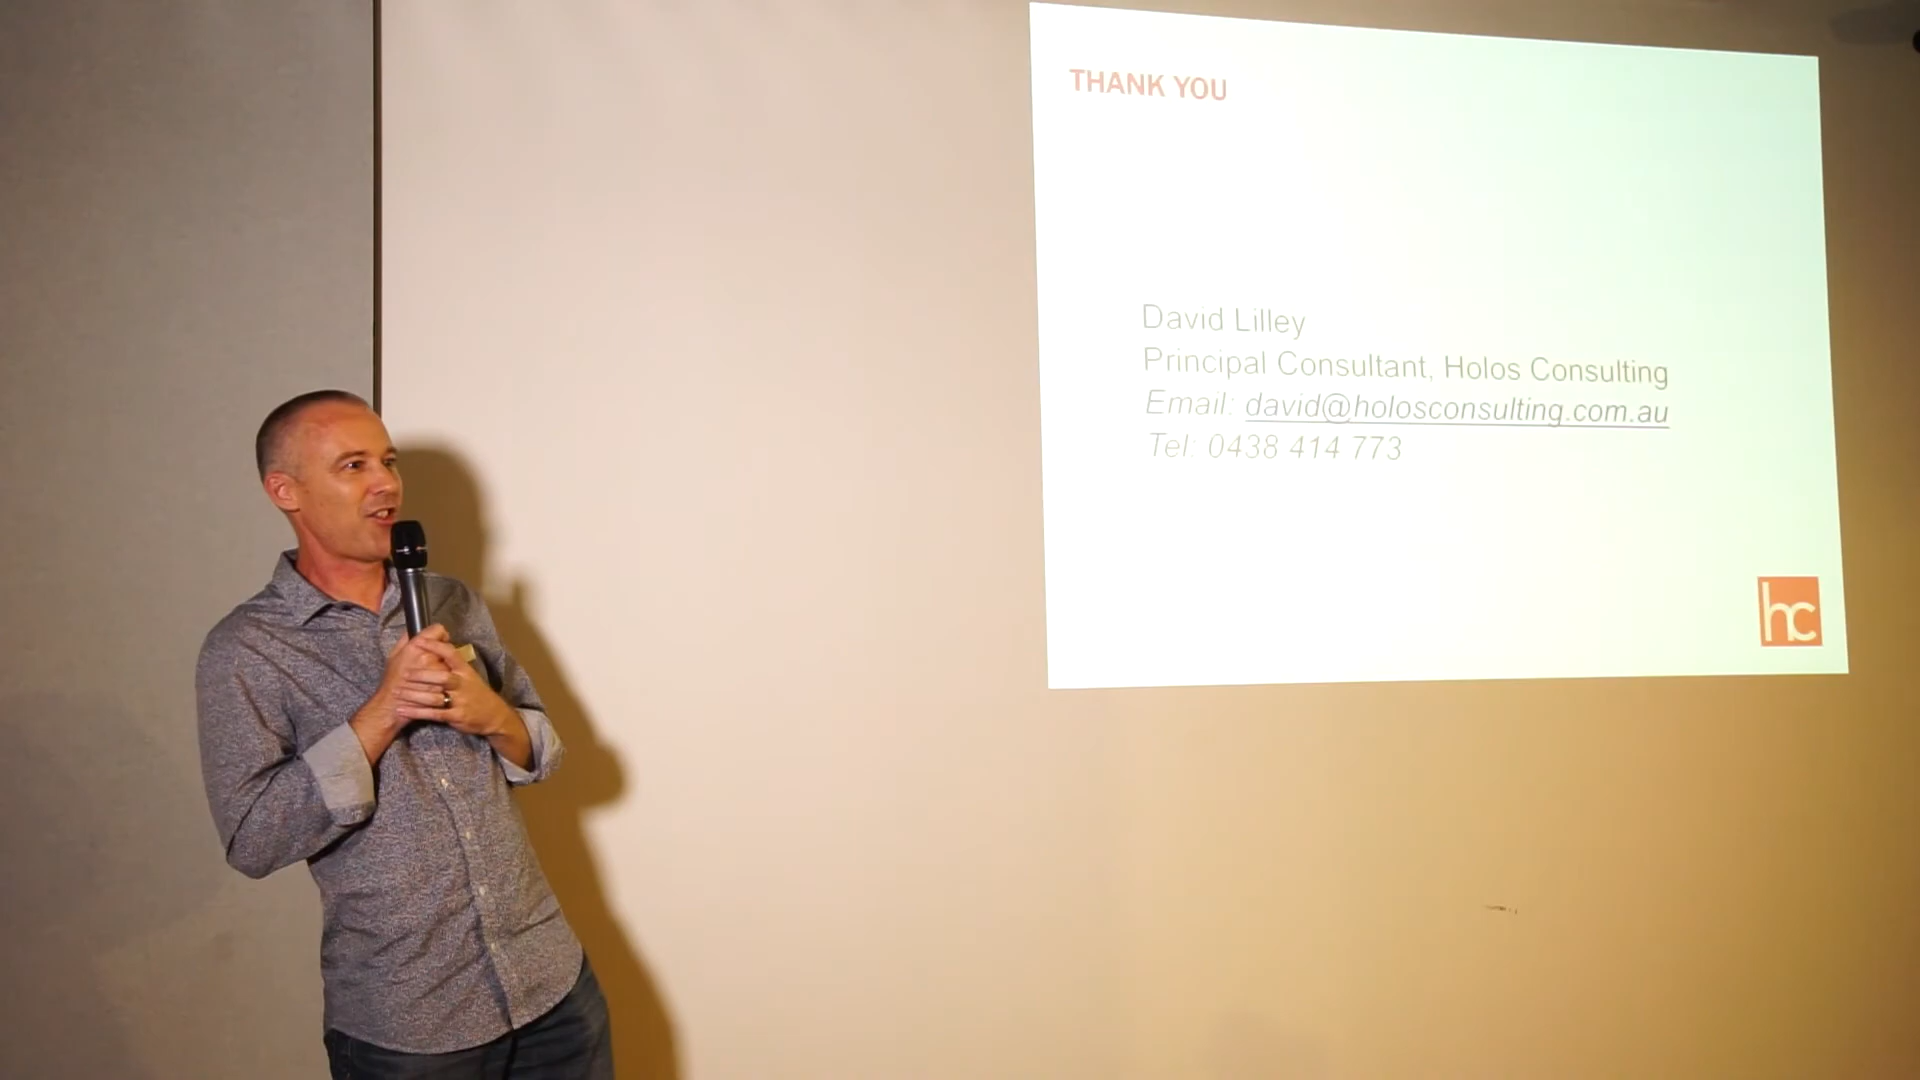 THANK YOU
David Lilley
Principal Consultant, Holos Consulting
Email: david@holosconsulting.com.au
Tel: 0438 414 773
hc